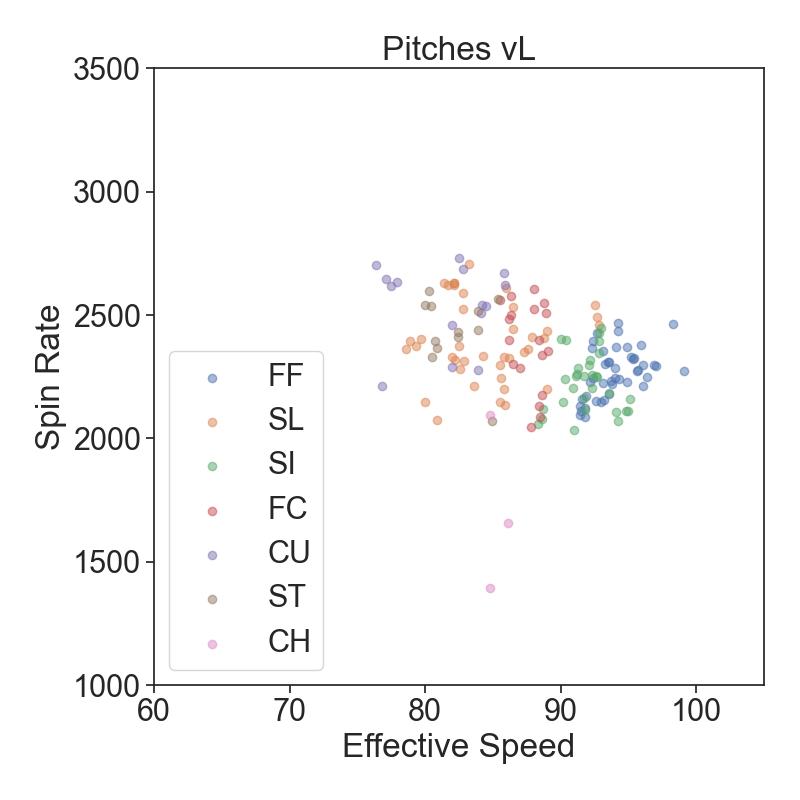 Pitches vL
3500
3000
2500
2000
1500
1000
Spin Rate
FF
SL
SI
FC
CU
ST
CH
60 70 80 90 100
Effective Speed